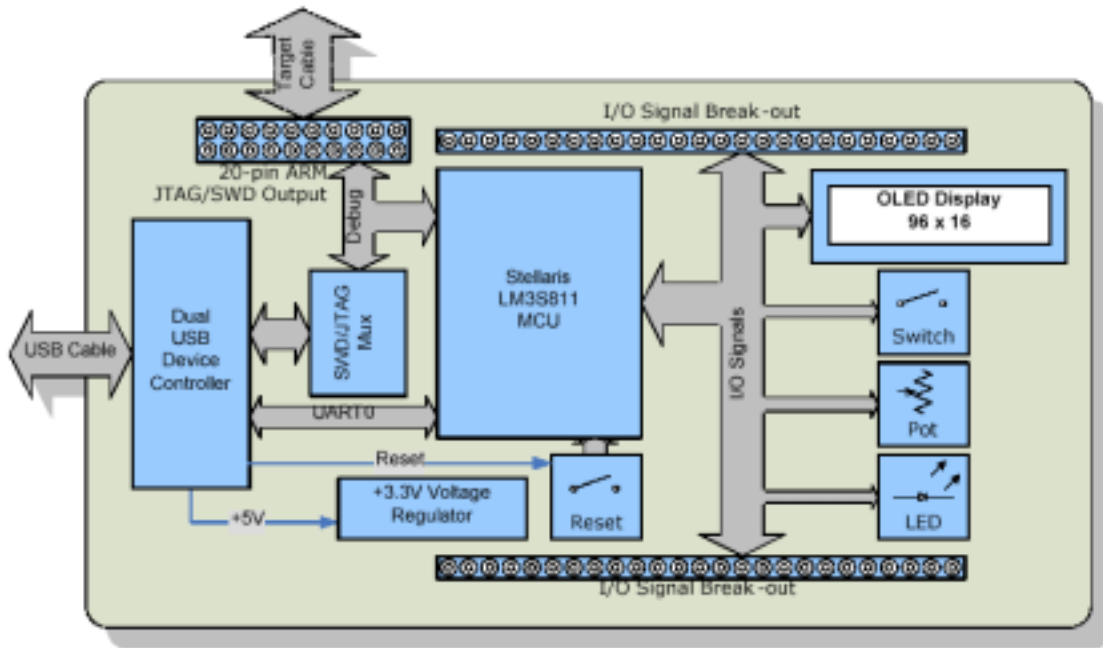 Target
Cable
I/O Signal Break-out
20-pin ARM
JTAG/SWD Output
Debug
OLED Display
96 x 16
Stellaris
LM3S811
MCU
Dual
USB
Device
Controller
SWD/JTAG
Mux
USB Cable
I/O Signals
Switch
UART0
Pot
Reset
+3.3V Voltage
Regulator
+5V
Reset
LED
I/O Signal Break-out